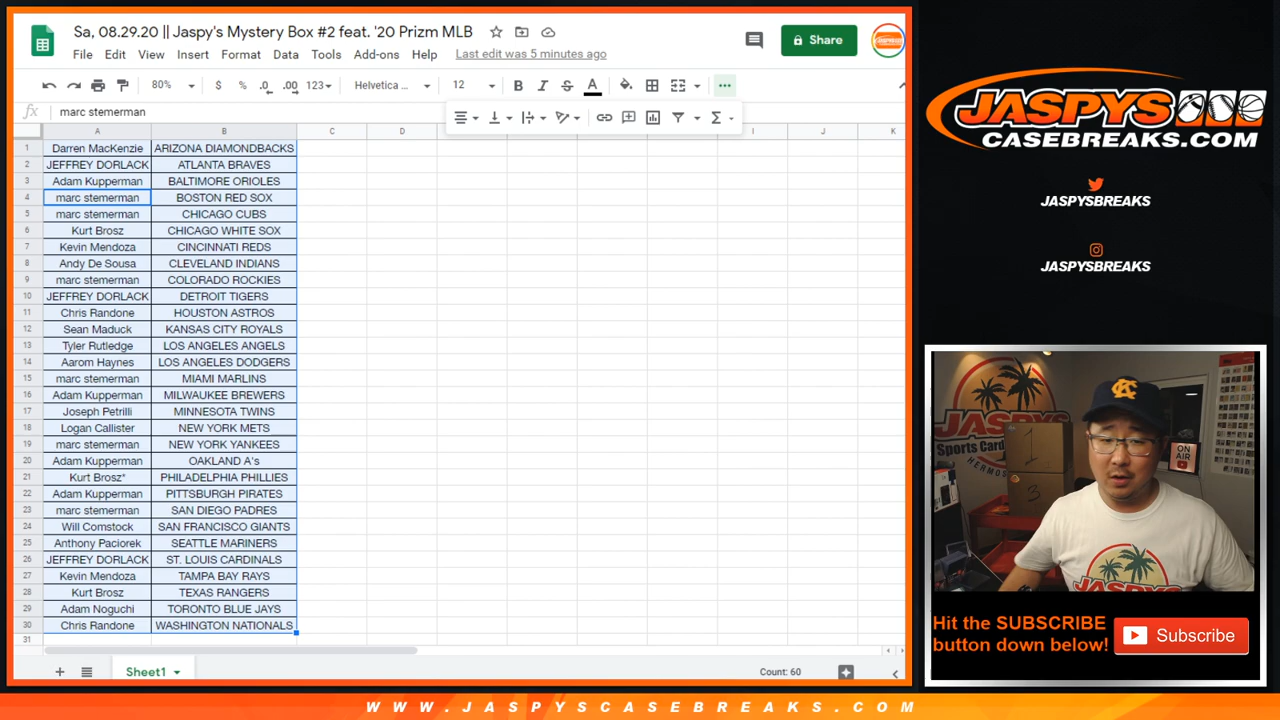 Sa, 08.29.20 || Jaspy's Mystery Box #2 feat. '20 Prizm MLB
File Edit View Insert Format Data Tools Add-ons Help Last edit was 5 minutes ago
Share
80% $ % .0 .00 123 Helvetica ... 12 B I S A
fx marc stemerman
A B C D I J K
1 Darren MacKenzie ARIZONA DIAMONDBACKS
2 JEFFREY DORLACK ATLANTA BRAVES
3 Adam Kupperman BALTIMORE ORIOLES
4 marc stemerman BOSTON RED SOX
5 marc stemerman CHICAGO CUBS
6 Kurt Brosz CHICAGO WHITE SOX
7 Kevin Mendoza CINCINNATI REDS
8 Andy De Sousa CLEVELAND INDIANS
9 marc stemerman COLORADO ROCKIES
10 JEFFREY DORLACK DETROIT TIGERS
11 Chris Randone HOUSTON ASTROS
12 Sean Maduck KANSAS CITY ROYALS
13 Tyler Rutledge LOS ANGELES ANGELS
14 Aarom Haynes LOS ANGELES DODGERS
15 marc stemerman MIAMI MARLINS
16 Adam Kupperman MILWAUKEE BREWERS
17 Joseph Petrilli MINNESOTA TWINS
18 Logan Callister NEW YORK METS
19 marc stemerman NEW YORK YANKEES
20 Adam Kupperman OAKLAND A's
21 Kurt Brosz* PHILADELPHIA PHILLIES
22 Adam Kupperman PITTSBURGH PIRATES
23 marc stemerman SAN DIEGO PADRES
24 Will Comstock SAN FRANCISCO GIANTS
25 Anthony Paciorek SEATTLE MARINERS
26 JEFFREY DORLACK ST. LOUIS CARDINALS
27 Kevin Mendoza TAMPA BAY RAYS
28 Kurt Brosz TEXAS RANGERS
29 Adam Noguchi TORONTO BLUE JAYS
30 Chris Randone WASHINGTON NATIONALS
31
Sheet1
Count: 60
JASPYS
CASEBREAKS.COM
JASPYSBREAKS
JASPYSBREAKS
JASPY
Sports Card
HERMOS
1
3
KC
ON
AIR
Hit the SUBSCRIBE
button down below!
Subscribe
WWW.JASPYSCASEBREAKS.COM